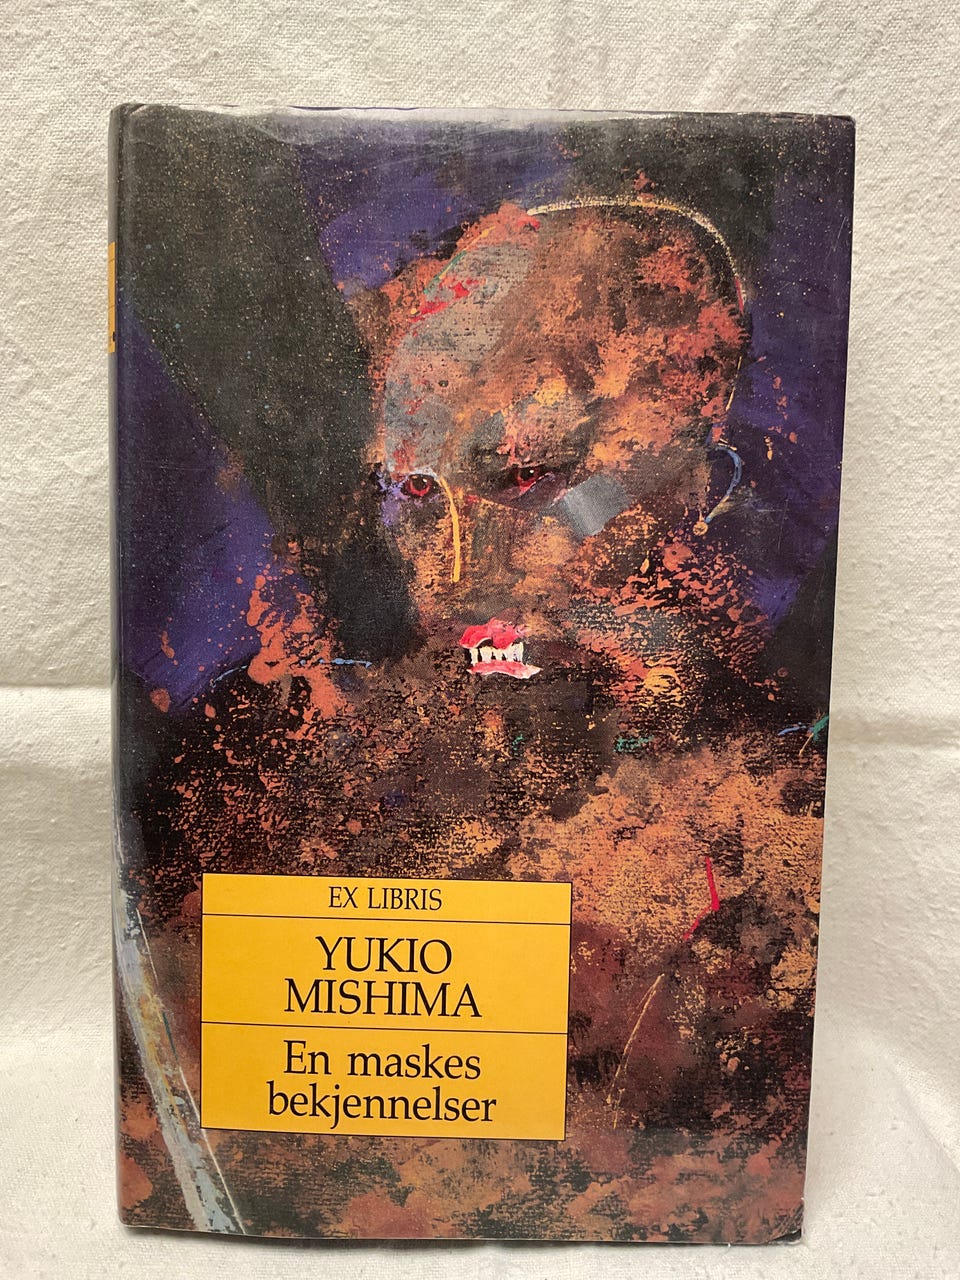 EX LIBRIS
YUKIO
MISHIMA
En maskes
bekjennelser